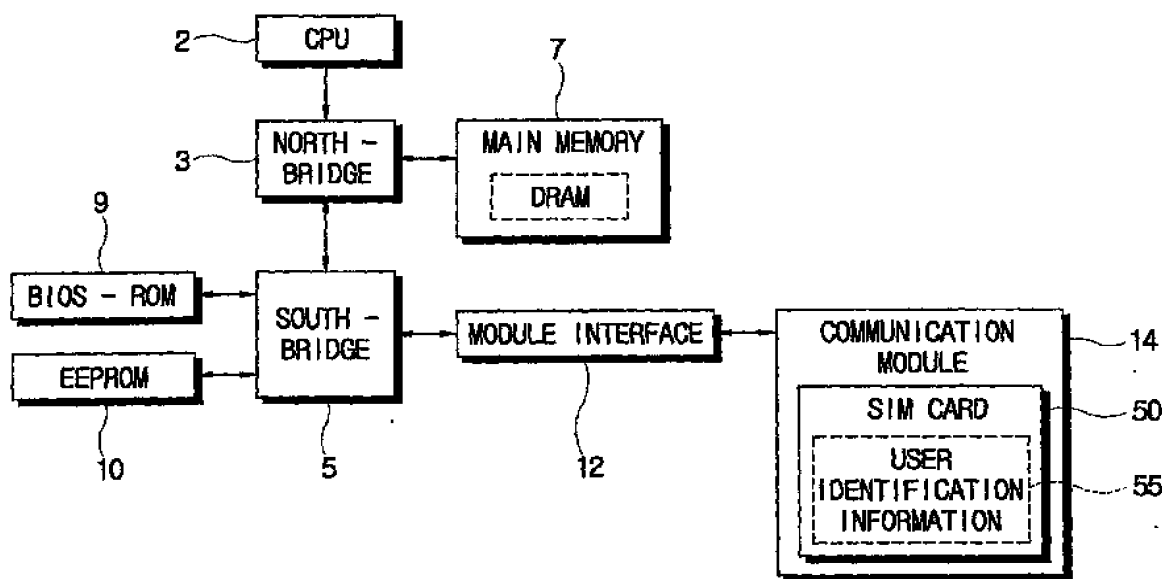 2
CPU
7
3
NORTH -
BRIDGE
MAIN MEMORY
DRAM
9
BIOS - ROM
EEPROM
10
SOUTH -
BRIDGE
5
MODULE INTERFACE
12
COMMUNICATION
MODULE
14
SIM CARD
50
USER
IDENTIFICATION
INFORMATION
55